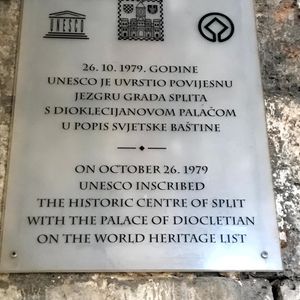 UNESCO
26. 10. 1979. GODINE
UNESCO JE UVRSTIO POVIJESNU
JEZGRU GRADA SPLITA
S DIOKLECIJANOVOM PALAČOM
U POPIS SVJETSKE BAŠTINE
ON OCTOBER 26. 1979
UNESCO INSCRIBED
THE HISTORIC CENTRE OF SPLIT
WITH THE PALACE OF DIOCLETIAN
ON THE WORLD HERITAGE LIST